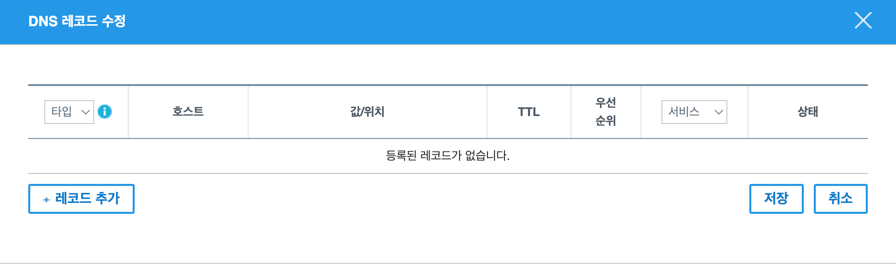 DNS 레코드 수정
타입 호스트 값/위치 TTL 우선 순위 서비스 상태
등록된 레코드가 없습니다.
+ 레코드 추가 저장 취소